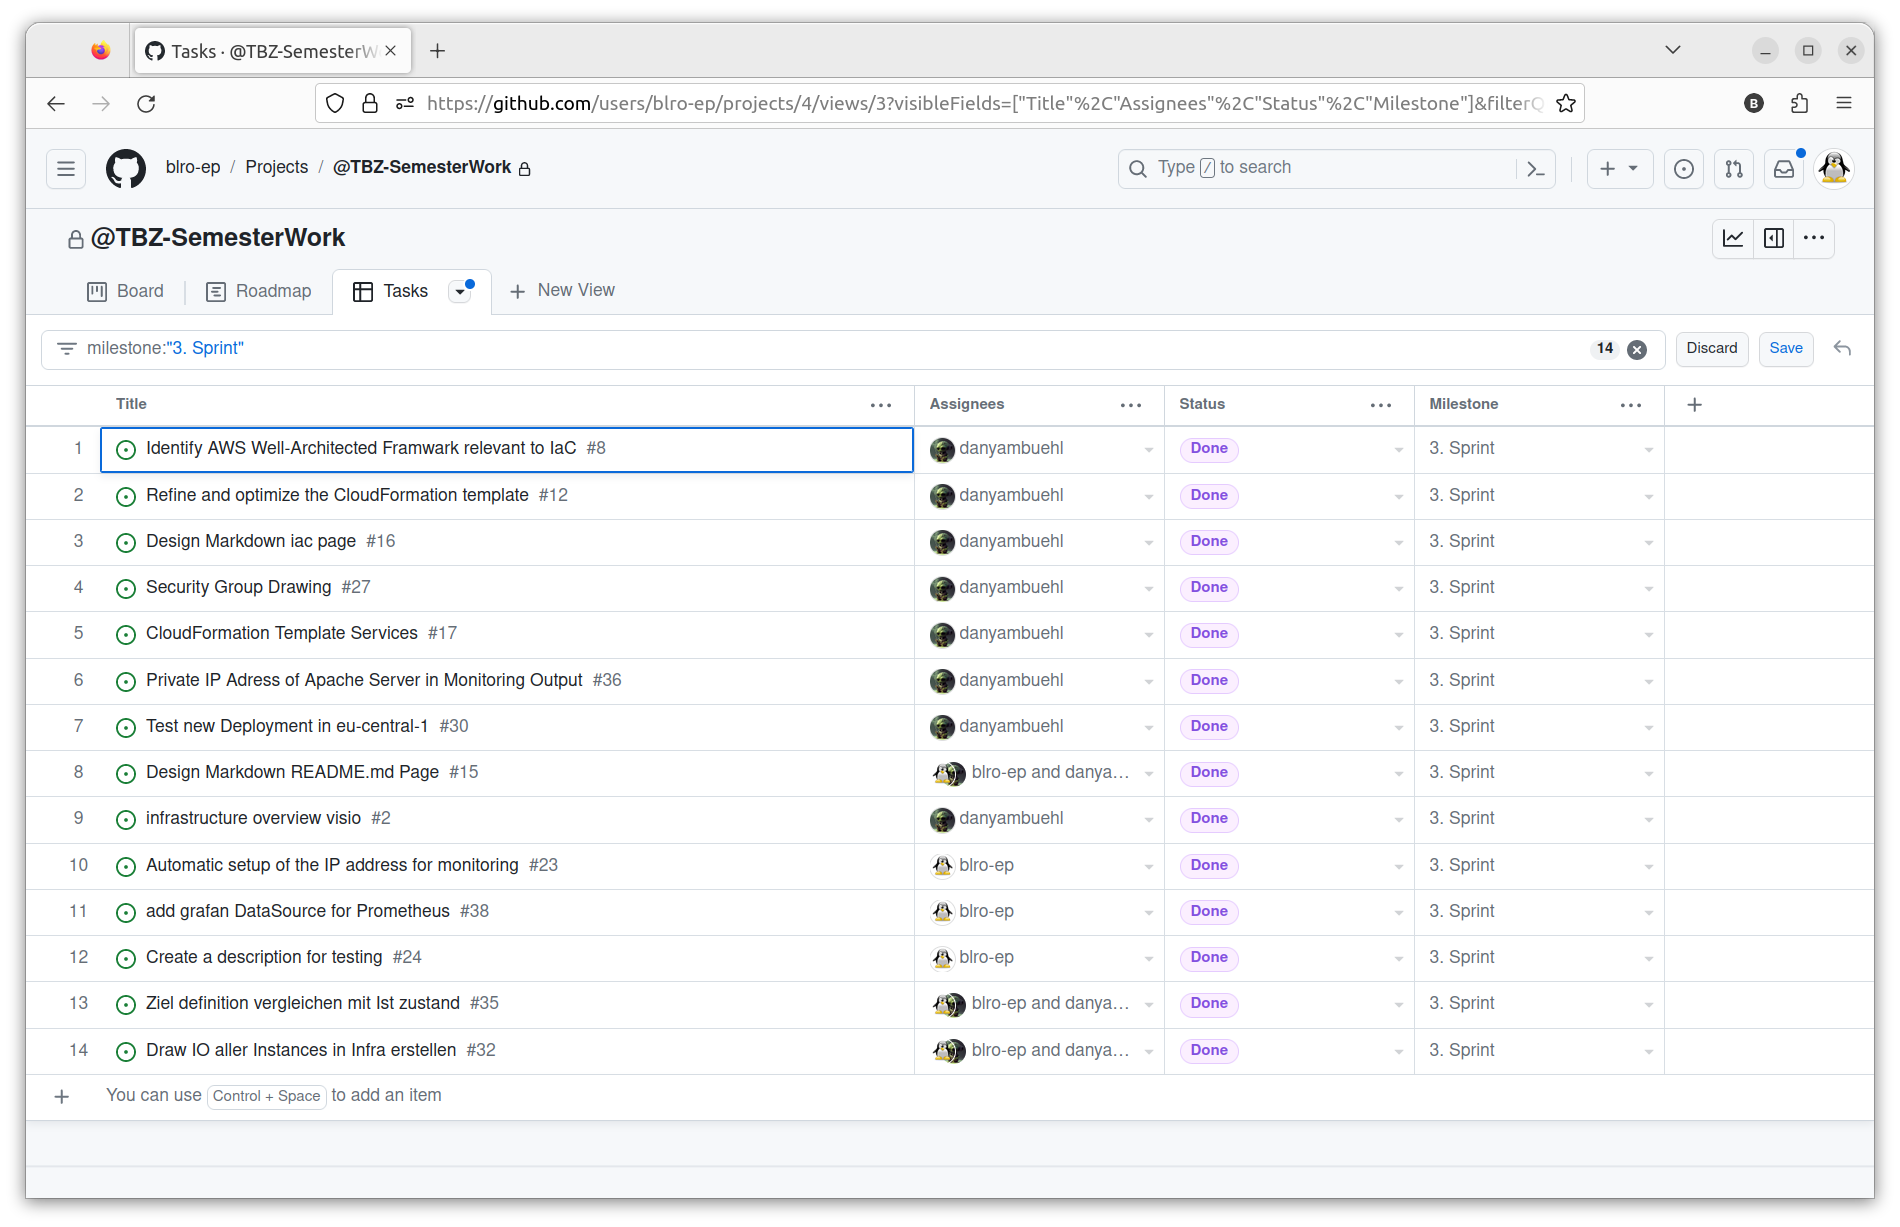 Tasks · @TBZ-SemesterW
https://github.com/users/blro-ep/projects/4/views/3?visibleFields=["Title"%2C"Assignees"%2C"Status"%2C"Milestone"]&filterQ
B
blro-ep / Projects / @TBZ-SemesterWork
Type / to search
@TBZ-SemesterWork
Board
Roadmap
Tasks
New View
milestone:"3. Sprint"
14
Discard
Save
Title Assignees Status Milestone
1 Identify AWS Well-Architected Framwark relevant to IaC #8 danyambuehl Done 3. Sprint
2 Refine and optimize the CloudFormation template #12 danyambuehl Done 3. Sprint
3 Design Markdown iac page #16 danyambuehl Done 3. Sprint
4 Security Group Drawing #27 danyambuehl Done 3. Sprint
5 CloudFormation Template Services #17 danyambuehl Done 3. Sprint
6 Private IP Adress of Apache Server in Monitoring Output #36 danyambuehl Done 3. Sprint
7 Test new Deployment in eu-central-1 #30 danyambuehl Done 3. Sprint
8 Design Markdown README.md Page #15 blro-ep and danya... Done 3. Sprint
9 infrastructure overview visio #2 danyambuehl Done 3. Sprint
10 Automatic setup of the IP address for monitoring #23 blro-ep Done 3. Sprint
11 add grafan DataSource for Prometheus #38 blro-ep Done 3. Sprint
12 Create a description for testing #24 blro-ep Done 3. Sprint
13 Ziel definition vergleichen mit Ist zustand #35 blro-ep and danya... Done 3. Sprint
14 Draw IO aller Instances in Infra erstellen #32 blro-ep and danya... Done 3. Sprint
You can use Control + Space to add an item